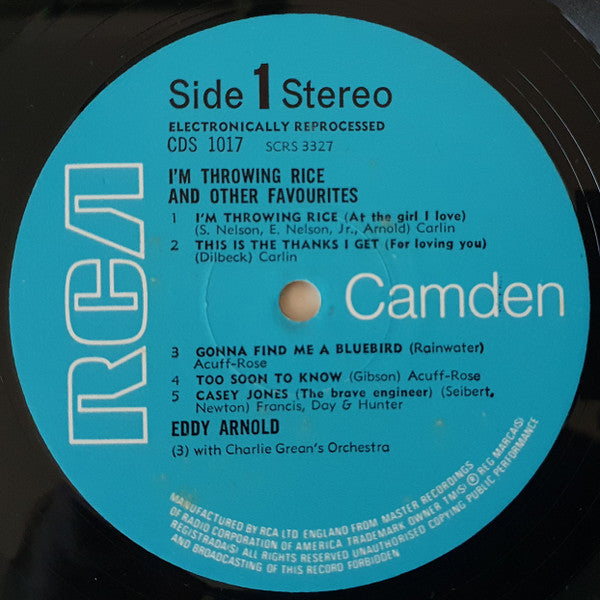 Side 1 Stereo
ELECTRONICALLY REPROCESSED
CDS 1017 SCRS 3327
I'M THROWING RICE
AND OTHER FAVOURITES
1 I'M THROWING RICE (At the girl I love)
(S. Nelson, E. Nelson, Jr., Arnold) Carlin
2 THIS IS THE THANKS I GET (For loving you)
(Dilbeck) Carlin
RCA
Camden
3 GONNA FIND ME A BLUEBIRD (Rainwater)
Acuff-Rose
4 TOO SOON TO KNOW (Gibson) Acuff-Rose
5 CASEY JONES (The brave engineer) (Seibert,
Newton) Francis, Day & Hunter
EDDY ARNOLD
(3) with Charlie Grean's Orchestra
MANUFACTURED BY RCA LTD ENGLAND FROM MASTER RECORDINGS
OF RADIO CORPORATION OF AMERICA TRADEMARK OWNER TM(S) ® REG MARCA(S)
REGISTRADA(S) ALL RIGHTS RESERVED UNAUTHORISED COPYING PUBLIC PERFORMANCE
AND BROADCASTING OF THIS RECORD FORBIDDEN